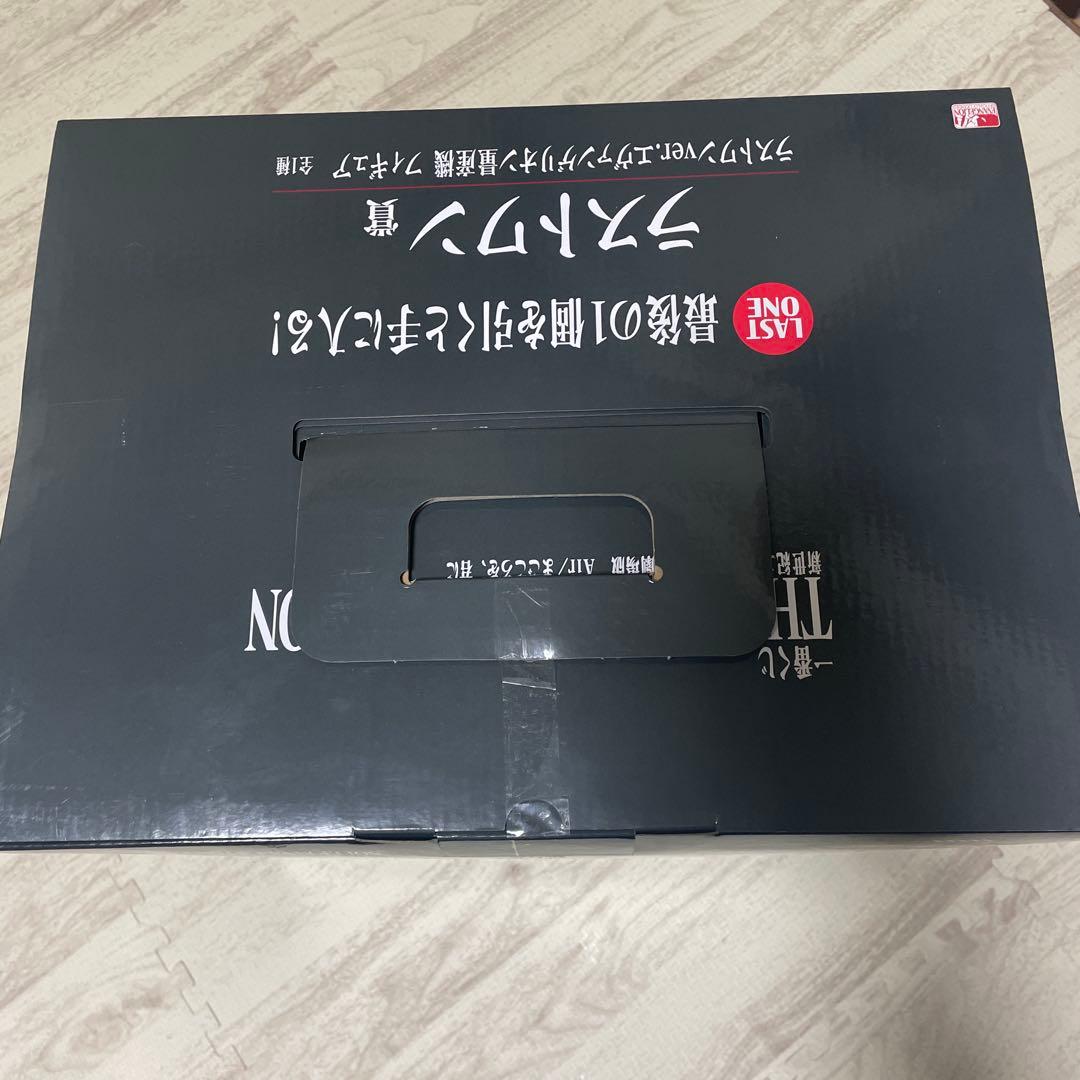 一番くじ
TH ON
新世紀
劇場版 Air/まごころを、君に
LAST
ONE
最後の1個を引くと手に入る!
ラストワン賞
ラストワンver.エヴァンゲリオン量産機 フィギュア 全1種
EVANGELION